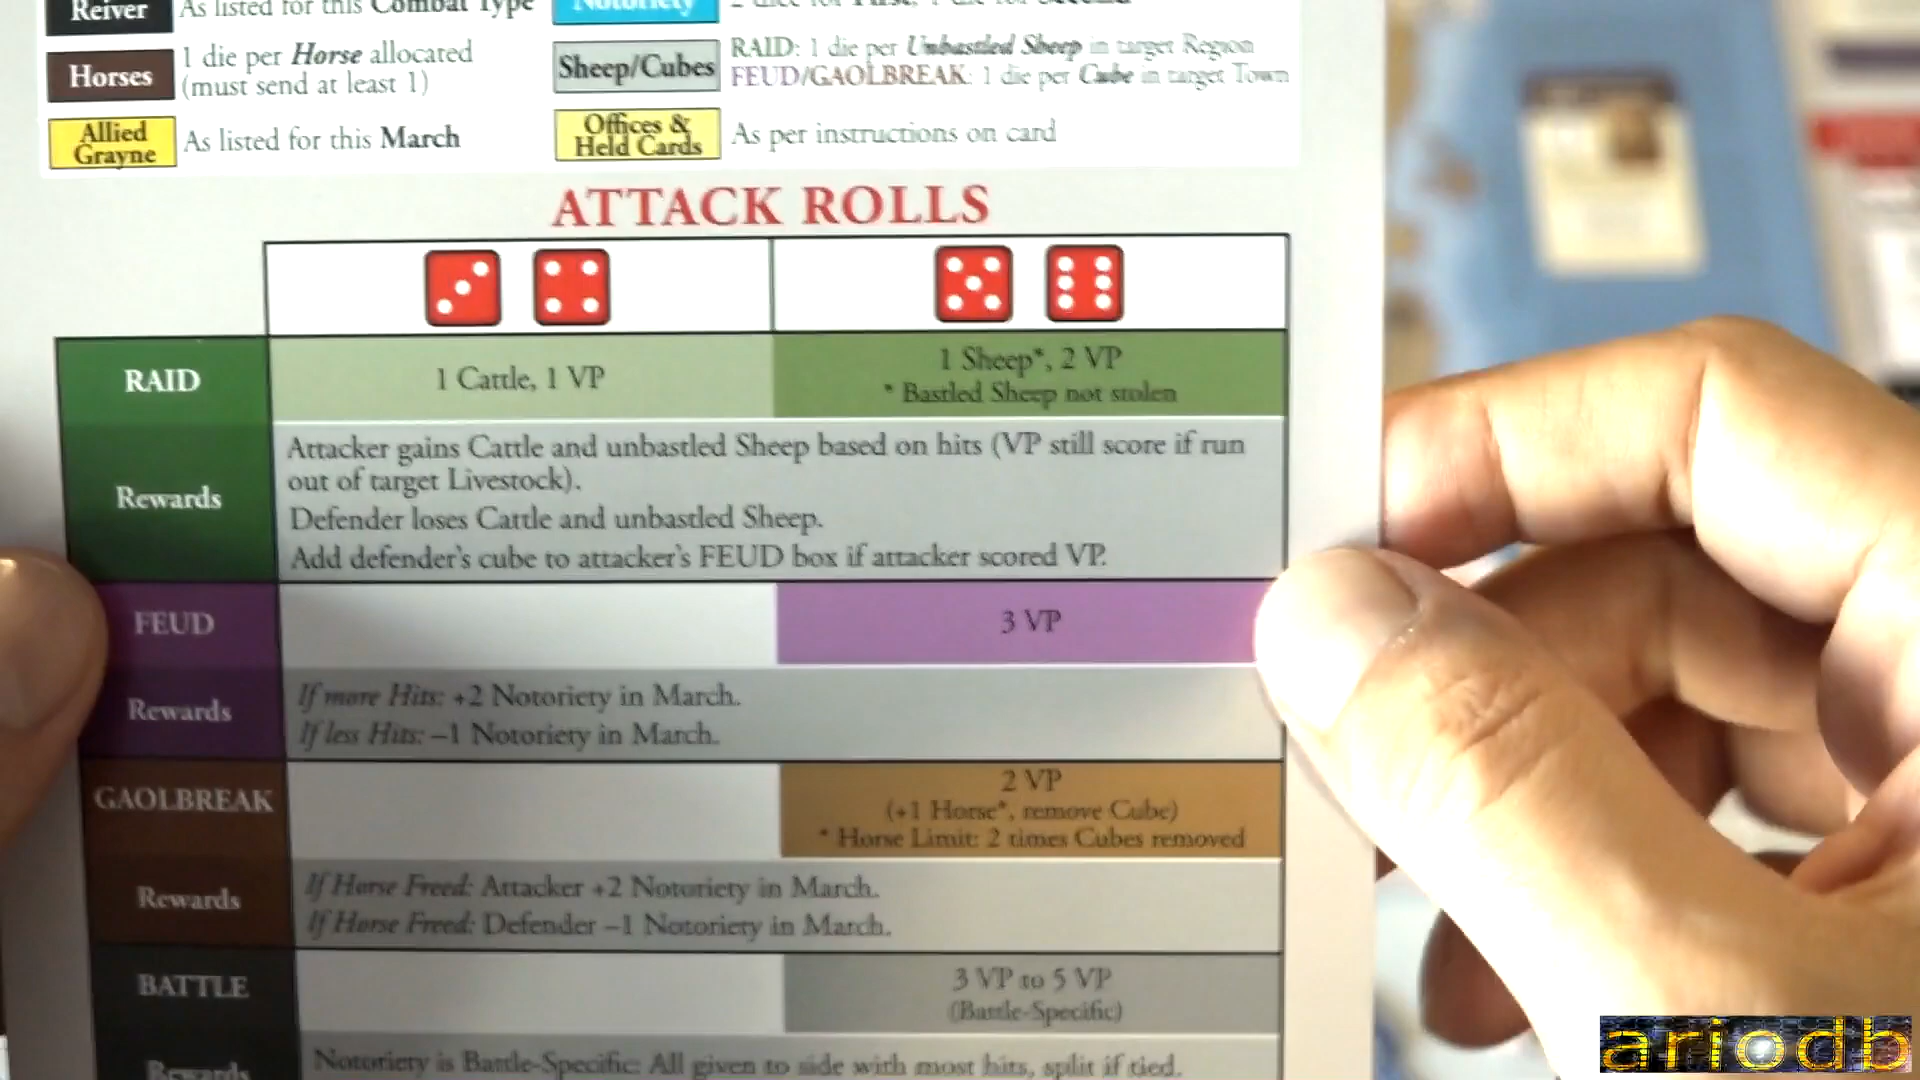 Reiver
As listed for this Combat Type
Notoriety
2 dice for First, 1 die for Second
Horses
1 die per Horse allocated
(must send at least 1)
Sheep/Cubes
RAID: 1 die per Unbastled Sheep in target Region
FEUD/GAOLBREAK: 1 die per Cube in target Town
Allied
Grayne
As listed for this March
Offices &
Held Cards
As per instructions on card
ATTACK ROLLS
RAID
1 Cattle, 1 VP
1 Sheep*, 2 VP
* Bastled Sheep not stolen
Rewards
Attacker gains Cattle and unbastled Sheep based on hits (VP still score if run
out of target Livestock).
Defender loses Cattle and unbastled Sheep.
Add defender's cube to attacker's FEUD box if attacker scored VP.
FEUD
3 VP
Rewards
If more Hits: +2 Notoriety in March.
If less Hits: –1 Notoriety in March.
GAOLBREAK
2 VP
(+1 Horse*, remove Cube)
* Horse Limit: 2 times Cubes removed
Rewards
If Horse Freed: Attacker +2 Notoriety in March.
If Horse Freed: Defender –1 Notoriety in March.
BATTLE
3 VP to 5 VP
(Battle-Specific)
Rewards
Notoriety is Battle-Specific: All given to side with most hits, split if tied.
ariodb